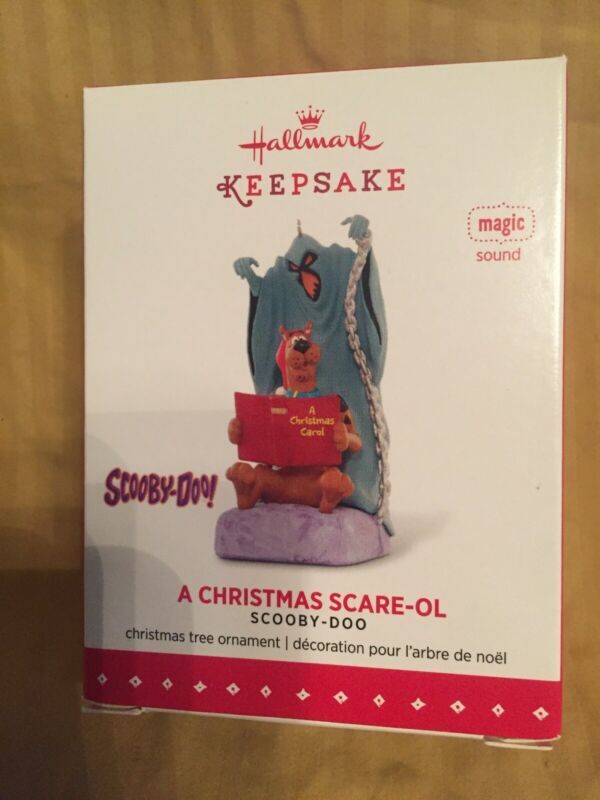 Hallmark
KEEPSAKE
magic
sound
A
Christmas
Carol
SCOOBY-DOO!
A CHRISTMAS SCARE-OL
SCOOBY-DOO
christmas tree ornament | décoration pour l'arbre de noël